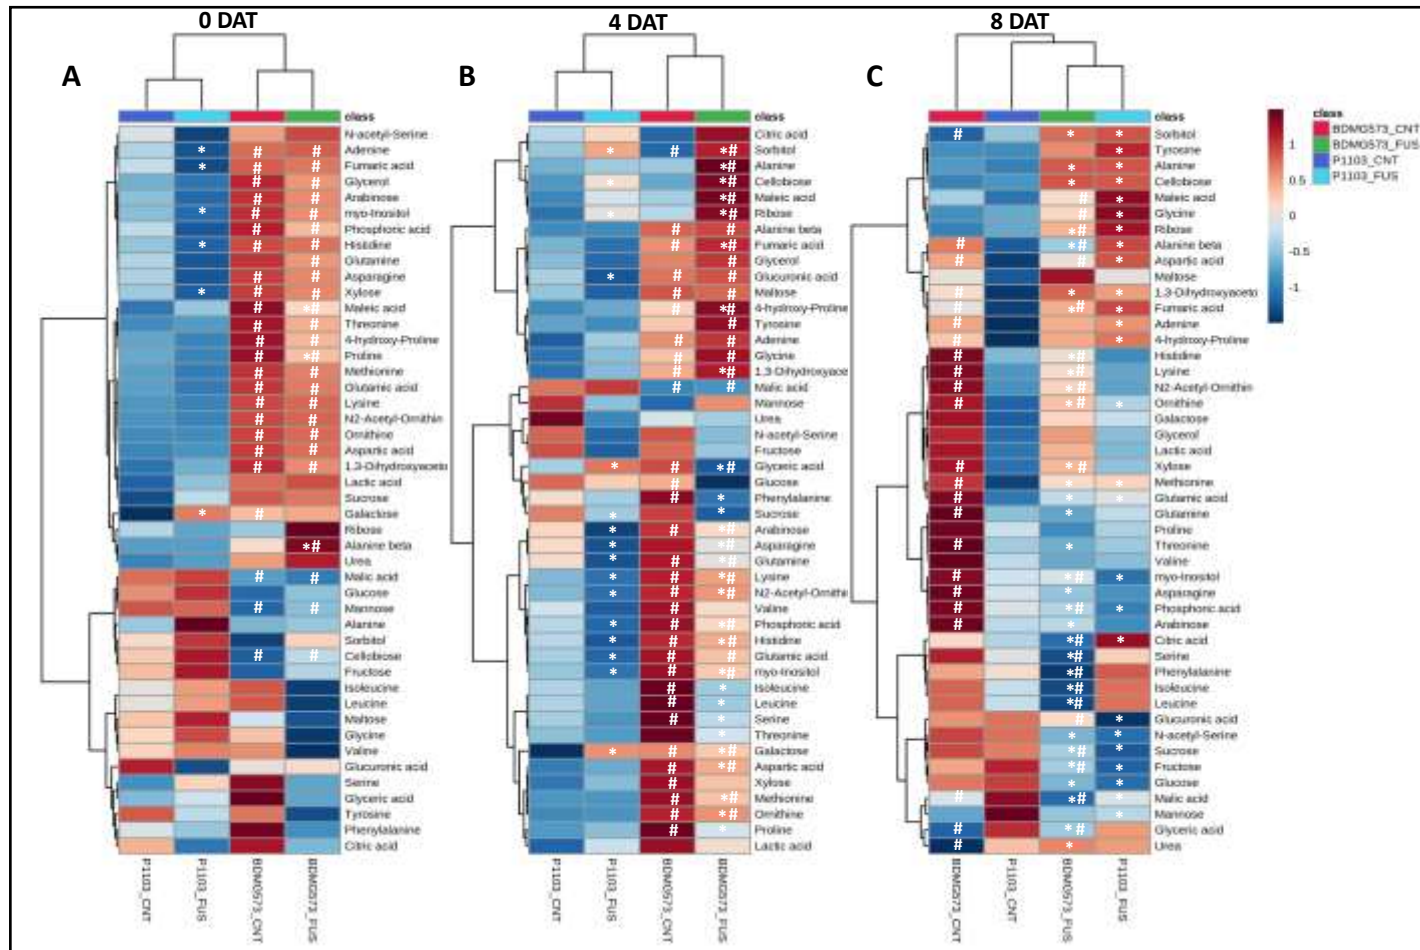 0 DAT
4 DAT
8 DAT
A
B
C
class
N-acetyl-Serine
Adenine
Fumaric acid
Glycerol
Arabinose
myo-Inositol
Phosphoric acid
Histidine
Glutamine
Asparagine
Xylose
Maleic acid
Threonine
4-hydroxy-Proline
Proline
Methionine
Glutamic acid
Lysine
N2-Acetyl-Ornithin
Ornithine
Aspartic acid
1,3-Dihydroxyaceto
Lactic acid
Sucrose
Galactose
Ribose
Alanine beta
Urea
Malic acid
Glucose
Mannose
Alanine
Sorbitol
Cellobiose
Fructose
Isoleucine
Leucine
Maltose
Glycine
Valine
Glucuronic acid
Serine
Glyceric acid
Tyrosine
Phenylalanine
Citric acid
P1103_CNT
P1103_FUS
BDMG573_CNT
BDMG573_FUS
class
Citric acid
Sorbitol
Alanine
Cellobiose
Maleic acid
Ribose
Alanine beta
Fumaric acid
Glycerol
Glucuronic acid
Maltose
4-hydroxy-Proline
Tyrosine
Adenine
Glycine
1,3-Dihydroxyace
Malic acid
Mannose
Urea
N-acetyl-Serine
Fructose
Glyceric acid
Glucose
Phenylalanine
Sucrose
Arabinose
Asparagine
Glutamine
Lysine
N2-Acetyl-Ornithi
Valine
Phosphoric acid
Histidine
Glutamic acid
myo-Inositol
Isoleucine
Leucine
Serine
Threonine
Galactose
Aspartic acid
Xylose
Methionine
Ornithine
Proline
Lactic acid
P1103_CNT
P1103_FUS
BDMG573_CNT
BDMG573_FUS
class
Sorbitol
Tyrosine
Alanine
Cellobiose
Maleic acid
Glycine
Ribose
Alanine beta
Aspartic acid
Maltose
1,3-Dihydroxyaceto
Fumaric acid
Adenine
4-hydroxy-Proline
Histidine
Lysine
N2-Acetyl-Ornithin
Ornithine
Galactose
Glycerol
Lactic acid
Xylose
Methionine
Glutamic acid
Glutamine
Proline
Threonine
Valine
myo-Inositol
Asparagine
Phosphoric acid
Arabinose
Citric acid
Serine
Phenylalanine
Isoleucine
Leucine
Glucuronic acid
N-acetyl-Serine
Sucrose
Fructose
Glucose
Malic acid
Mannose
Glyceric acid
Urea
BDMG573_CNT
P1103_CNT
BDMG573_FUS
P1103_FUS
1
0.5
0
-0.5
-1
class
BDMG573_CNT
BDMG573_FUS
P1103_CNT
P1103_FUS